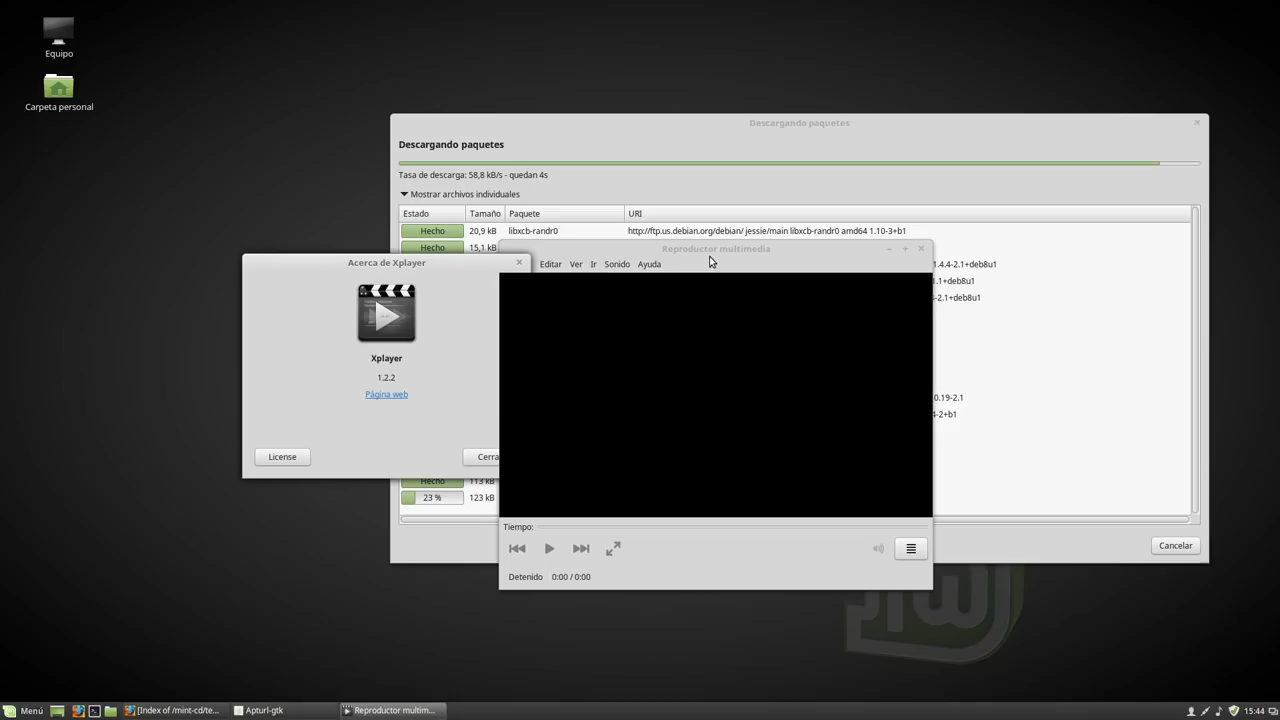 Equipo
Carpeta personal
Descargando paquetes
Descargando paquetes
Tasa de descarga: 58,8 kB/s - quedan 4s
Mostrar archivos individuales
Estado Tamaño Paquete URI
Hecho 20,9 kB libxcb-randr0 http://ftp.us.debian.org/debian/ jessie/main libxcb-randr0 amd64 1.10-3+b1
Hecho 15,1 kB
1.4.4-2.1+deb8u1
1.1+deb8u1
-2.1+deb8u1
0.19-2.1
4-2+b1
Hecho 113 kB
23 % 123 kB
Cancelar
Acerca de Xplayer
Xplayer
1.2.2
Página web
License
Cerra
Reproductor multimedia
Editar Ver Ir Sonido Ayuda
Tiempo:
Detenido 0:00 / 0:00
Menú
[Index of /mint-cd/te...
Apturl-gtk
Reproductor multim...
15:44